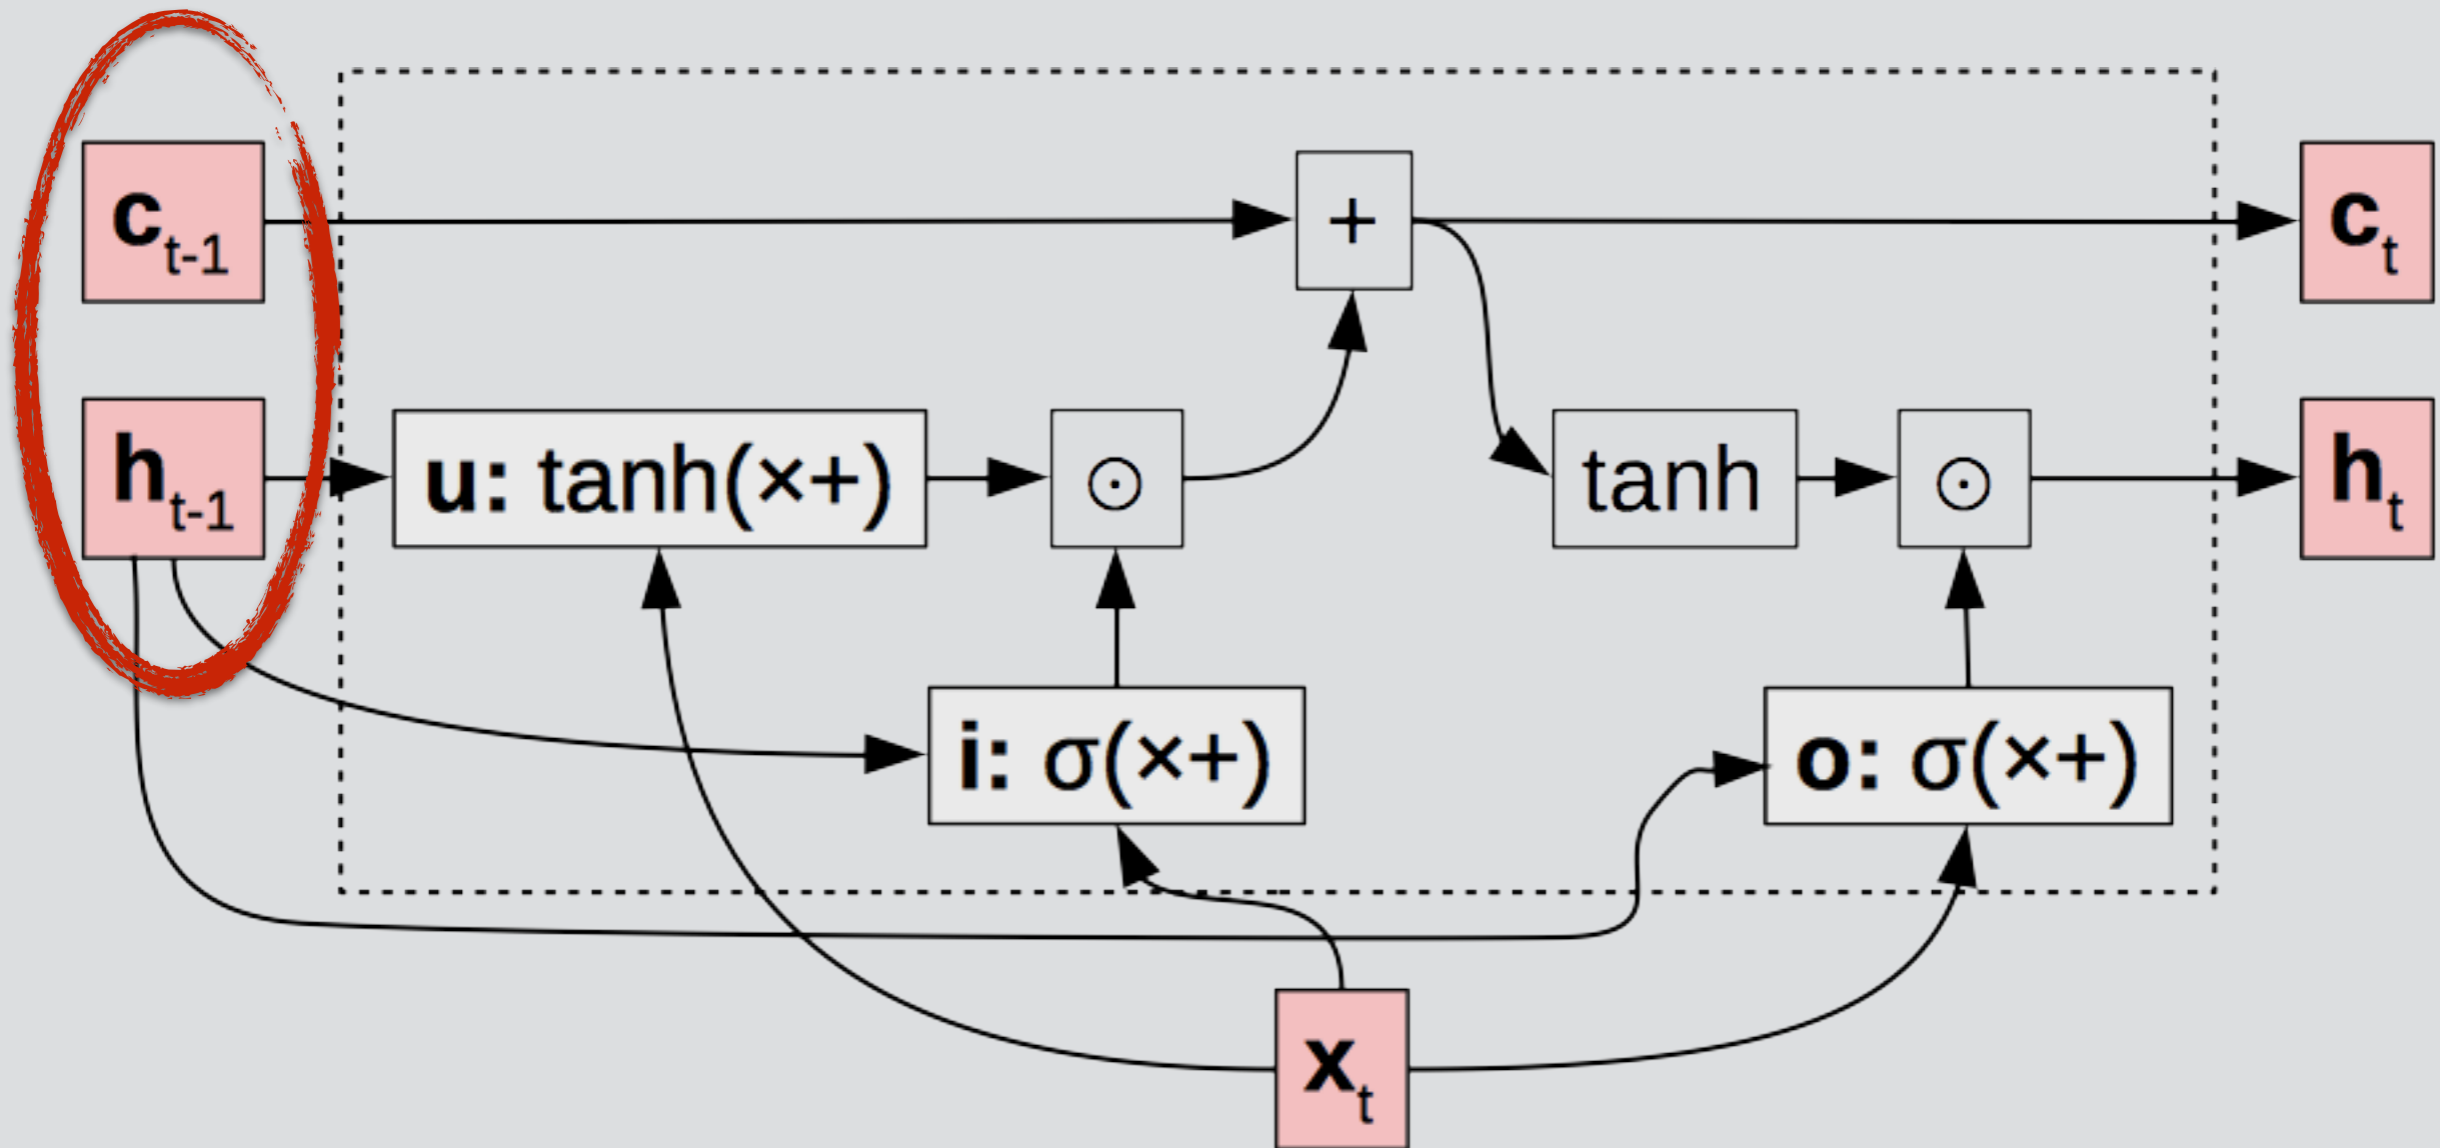 c_{t-1}
+
c_t
h_{t-1}
u: tanh(×+)
⊙
tanh
⊙
h_t
i: σ(×+)
o: σ(×+)
x_t